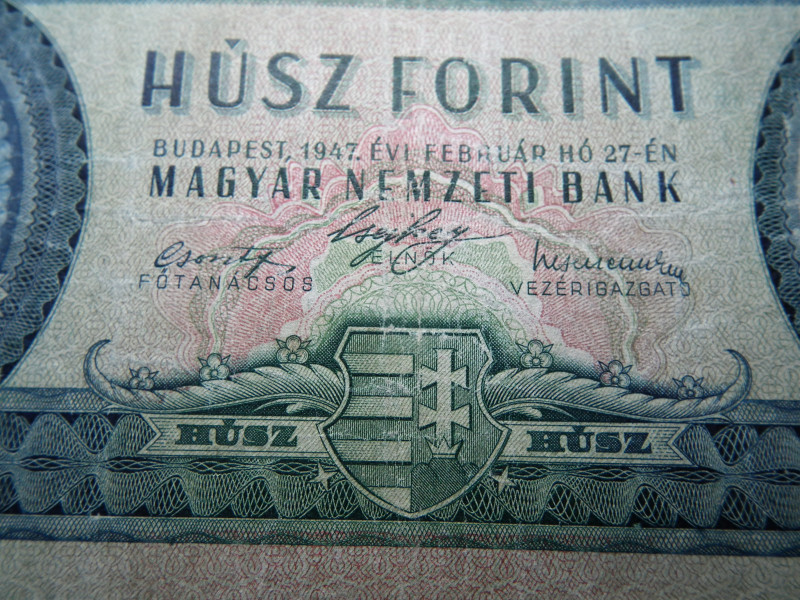 HÚSZ FORINT
BUDAPEST, 1947. ÉVI FEBRUÁR HÓ 27-ÉN
MAGYAR NEMZETI BANK
ELNÖK
FŐTANÁCSOS
VEZÉRIGAZGATÓ
HÚSZ HÚSZ